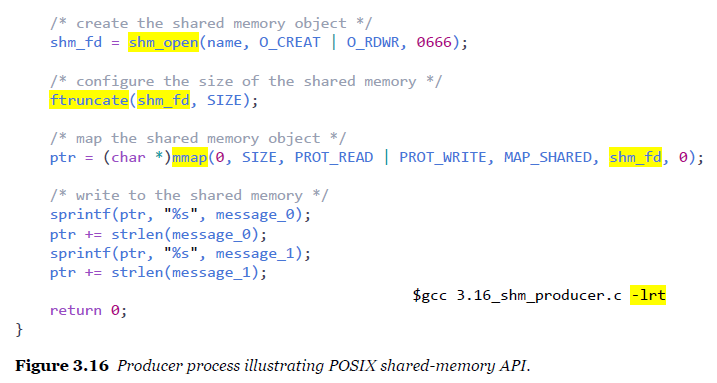 /* create the shared memory object */
shm_fd = shm_open(name, O_CREAT | O_RDWR, 0666);
/* configure the size of the shared memory */
ftruncate(shm_fd, SIZE);
/* map the shared memory object */
ptr = (char *)mmap(0, SIZE, PROT_READ | PROT_WRITE, MAP_SHARED, shm_fd, 0);
/* write to the shared memory */
sprintf(ptr, "%s", message_0);
ptr += strlen(message_0);
sprintf(ptr, "%s", message_1);
ptr += strlen(message_1);
$gcc 3.16_shm_producer.c -lrt
return 0;
}
Figure 3.16 Producer process illustrating POSIX shared-memory API.